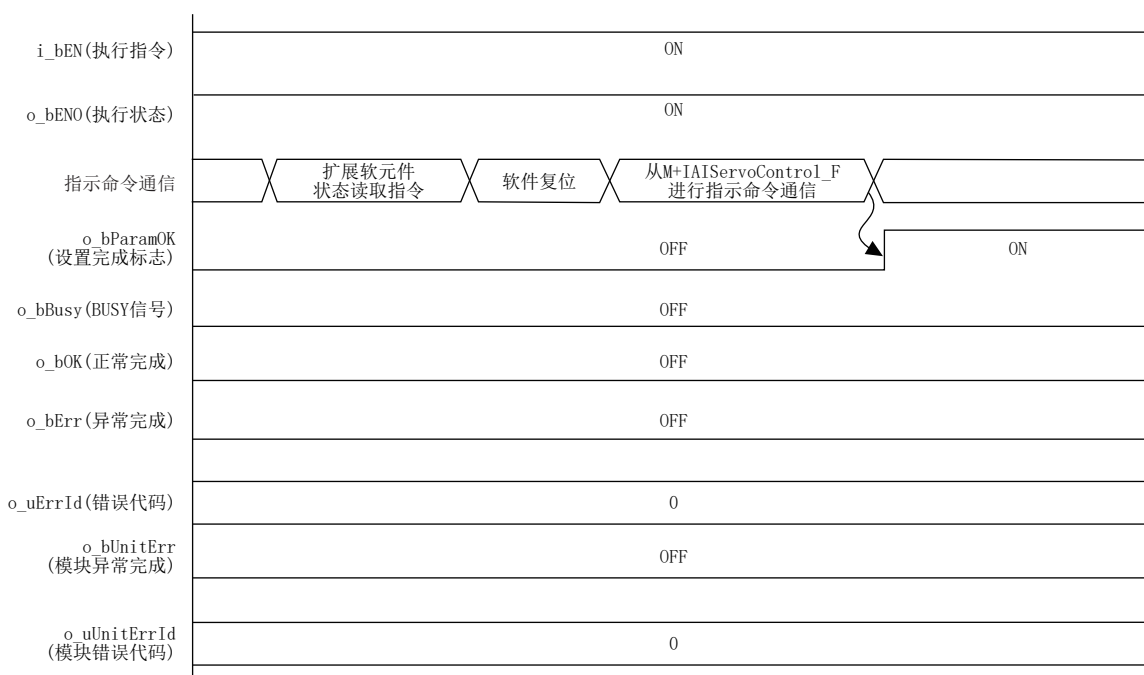 i_bEN(执行指令)
ON
o_bENO(执行状态)
ON
指示命令通信
扩展软元件
状态读取指令
软件复位
从M+IAIServoControl_F
进行指示命令通信
o_bParamOK
(设置完成标志)
OFF
ON
o_bBusy(BUSY信号)
OFF
o_bOK(正常完成)
OFF
o_bErr(异常完成)
OFF
o_uErrId(错误代码)
0
o_bUnitErr
(模块异常完成)
OFF
o_uUnitErrId
(模块错误代码)
0